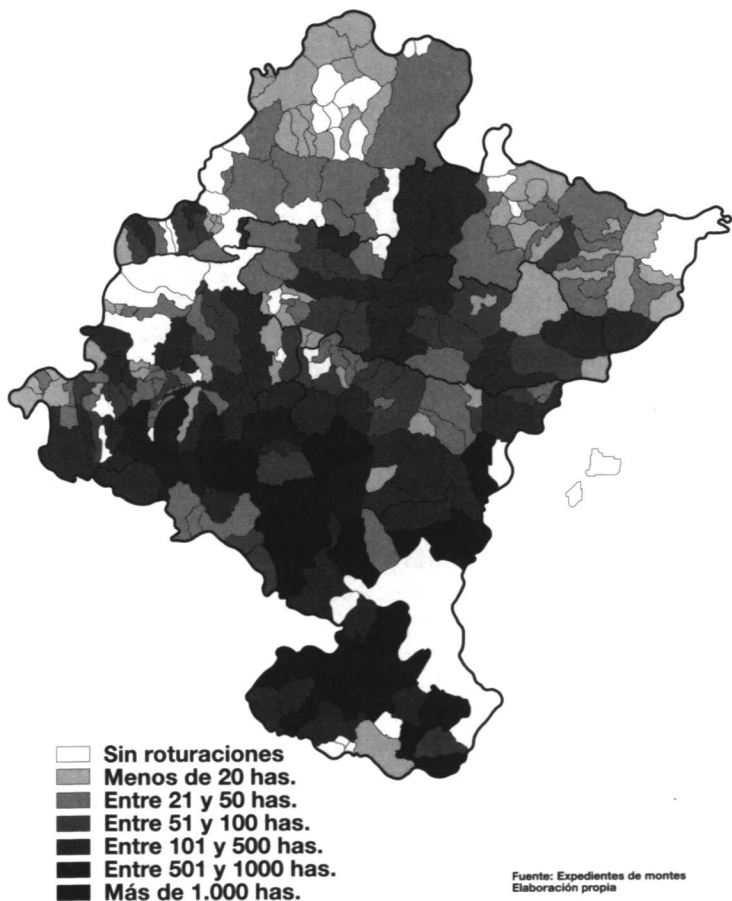 Sin roturaciones
Menos de 20 has.
Entre 21 y 50 has.
Entre 51 y 100 has.
Entre 101 y 500 has.
Entre 501 y 1000 has.
Más de 1.000 has.
Fuente: Expedientes de montes
Elaboración propia